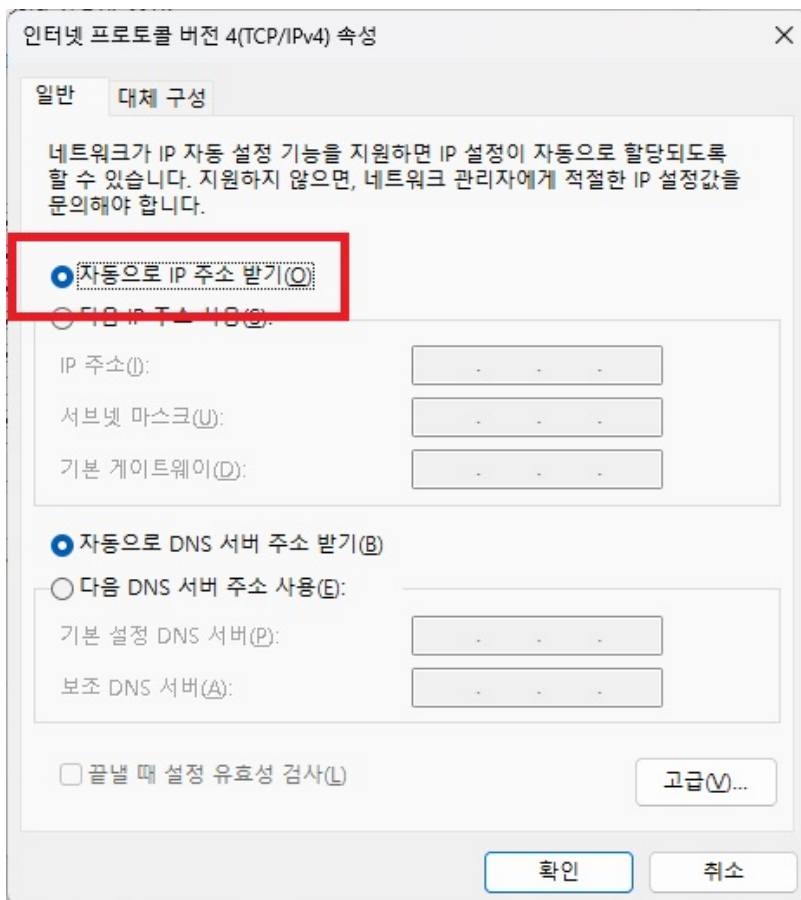 인터넷 프로토콜 버전 4(TCP/IPv4) 속성
일반 대체 구성
네트워크가 IP 자동 설정 기능을 지원하면 IP 설정이 자동으로 할당되도록
할 수 있습니다. 지원하지 않으면, 네트워크 관리자에게 적절한 IP 설정값을
문의해야 합니다.
자동으로 IP 주소 받기(O)
다음 IP 주소 사용(S):
IP 주소(I):
서브넷 마스크(U):
기본 게이트웨이(D):
자동으로 DNS 서버 주소 받기(B)
다음 DNS 서버 주소 사용(E):
기본 설정 DNS 서버(P):
보조 DNS 서버(A):
끝낼 때 설정 유효성 검사(L)
고급(V)...
확인 취소